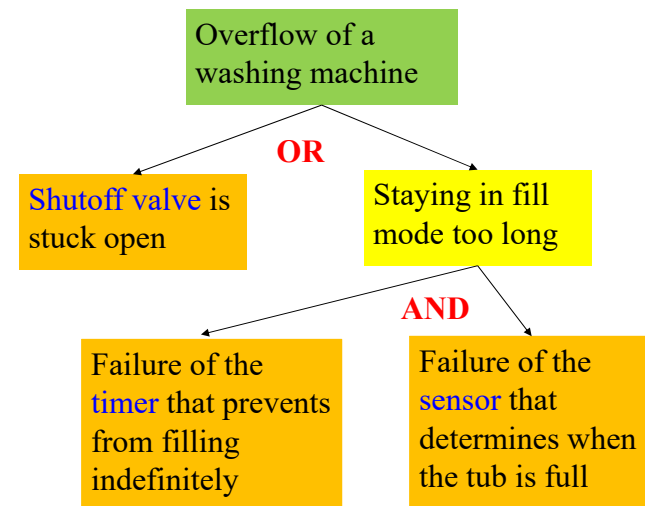 Overflow of a
washing machine
OR
Shutoff valve is
stuck open
Staying in fill
mode too long
AND
Failure of the
timer that prevents
from filling
indefinitely
Failure of the
sensor that
determines when
the tub is full